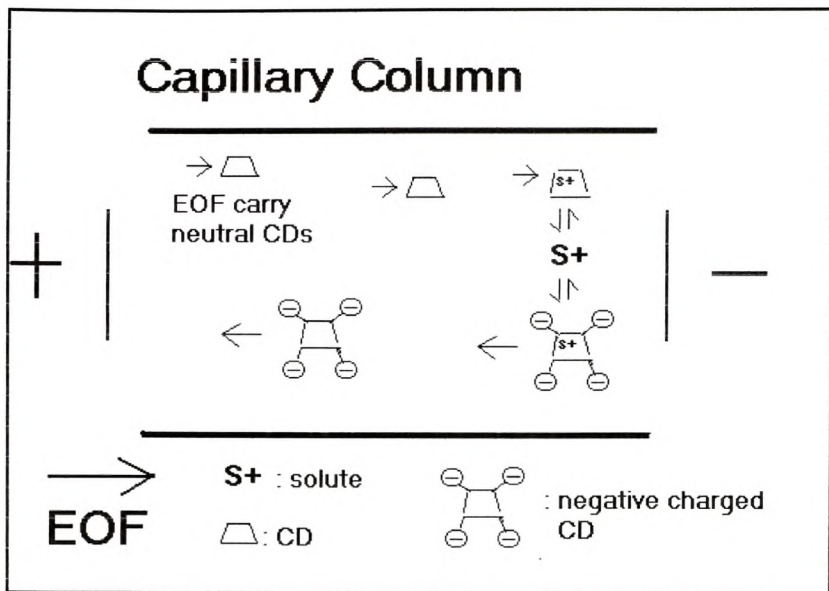 Capillary Column
EOF carry
neutral CDs
s+
S+
s+
+
—
EOF
S+ : solute
: CD
: negative charged
CD